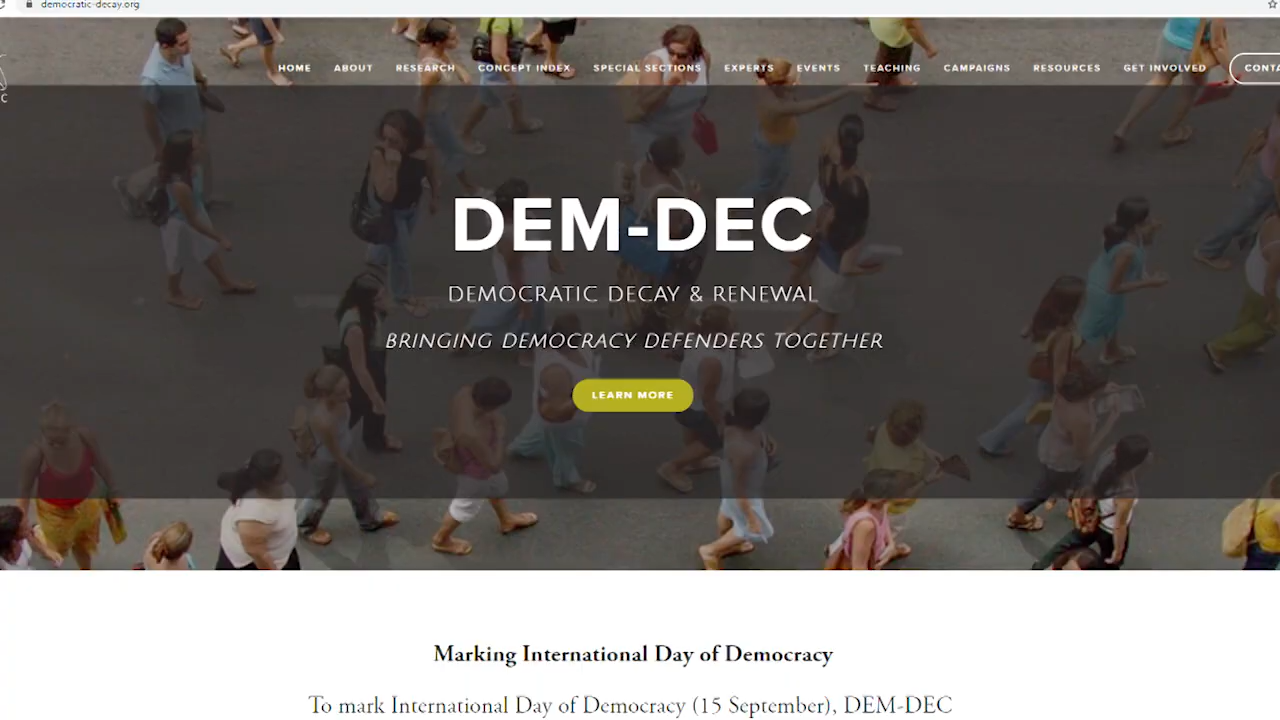 democratic-decay.org
HOME ABOUT RESEARCH CONCEPT INDEX SPECIAL SECTIONS EXPERTS EVENTS TEACHING CAMPAIGNS RESOURCES GET INVOLVED CONTA
C
DEM-DEC
DEMOCRATIC DECAY & RENEWAL
BRINGING DEMOCRACY DEFENDERS TOGETHER
LEARN MORE
Marking International Day of Democracy
To mark International Day of Democracy (15 September), DEM-DEC